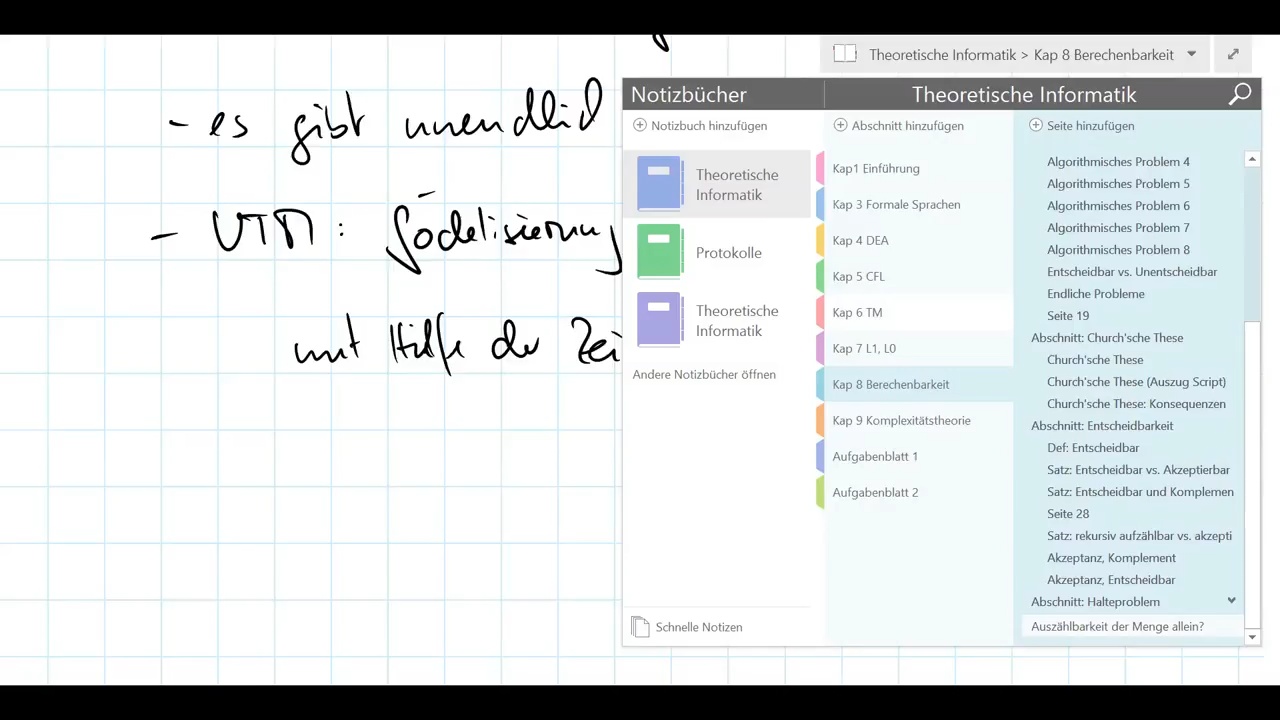 Theoretische Informatik > Kap 8 Berechenbarkeit
- es gibt unendlich
- UTM: Gödelisierung
mit Hilfe der Zei
Notizbücher
Notizbuch hinzufügen
Theoretische
Informatik
Protokolle
Theoretische
Informatik
Andere Notizbücher öffnen
Schnelle Notizen
Theoretische Informatik
Abschnitt hinzufügen
Kap1 Einführung
Kap 3 Formale Sprachen
Kap 4 DEA
Kap 5 CFL
Kap 6 TM
Kap 7 L1, L0
Kap 8 Berechenbarkeit
Kap 9 Komplexitätstheorie
Aufgabenblatt 1
Aufgabenblatt 2
Seite hinzufügen
Algorithmisches Problem 4
Algorithmisches Problem 5
Algorithmisches Problem 6
Algorithmisches Problem 7
Algorithmisches Problem 8
Entscheidbar vs. Unentscheidbar
Endliche Probleme
Seite 19
Abschnitt: Church'sche These
Church'sche These
Church'sche These (Auszug Script)
Church'sche These: Konsequenzen
Abschnitt: Entscheidbarkeit
Def: Entscheidbar
Satz: Entscheidbar vs. Akzeptierbar
Satz: Entscheidbar und Komplemen
Seite 28
Satz: rekursiv aufzählbar vs. akzepti
Akzeptanz, Komplement
Akzeptanz, Entscheidbar
Abschnitt: Halteproblem
Auszählbarkeit der Menge allein?